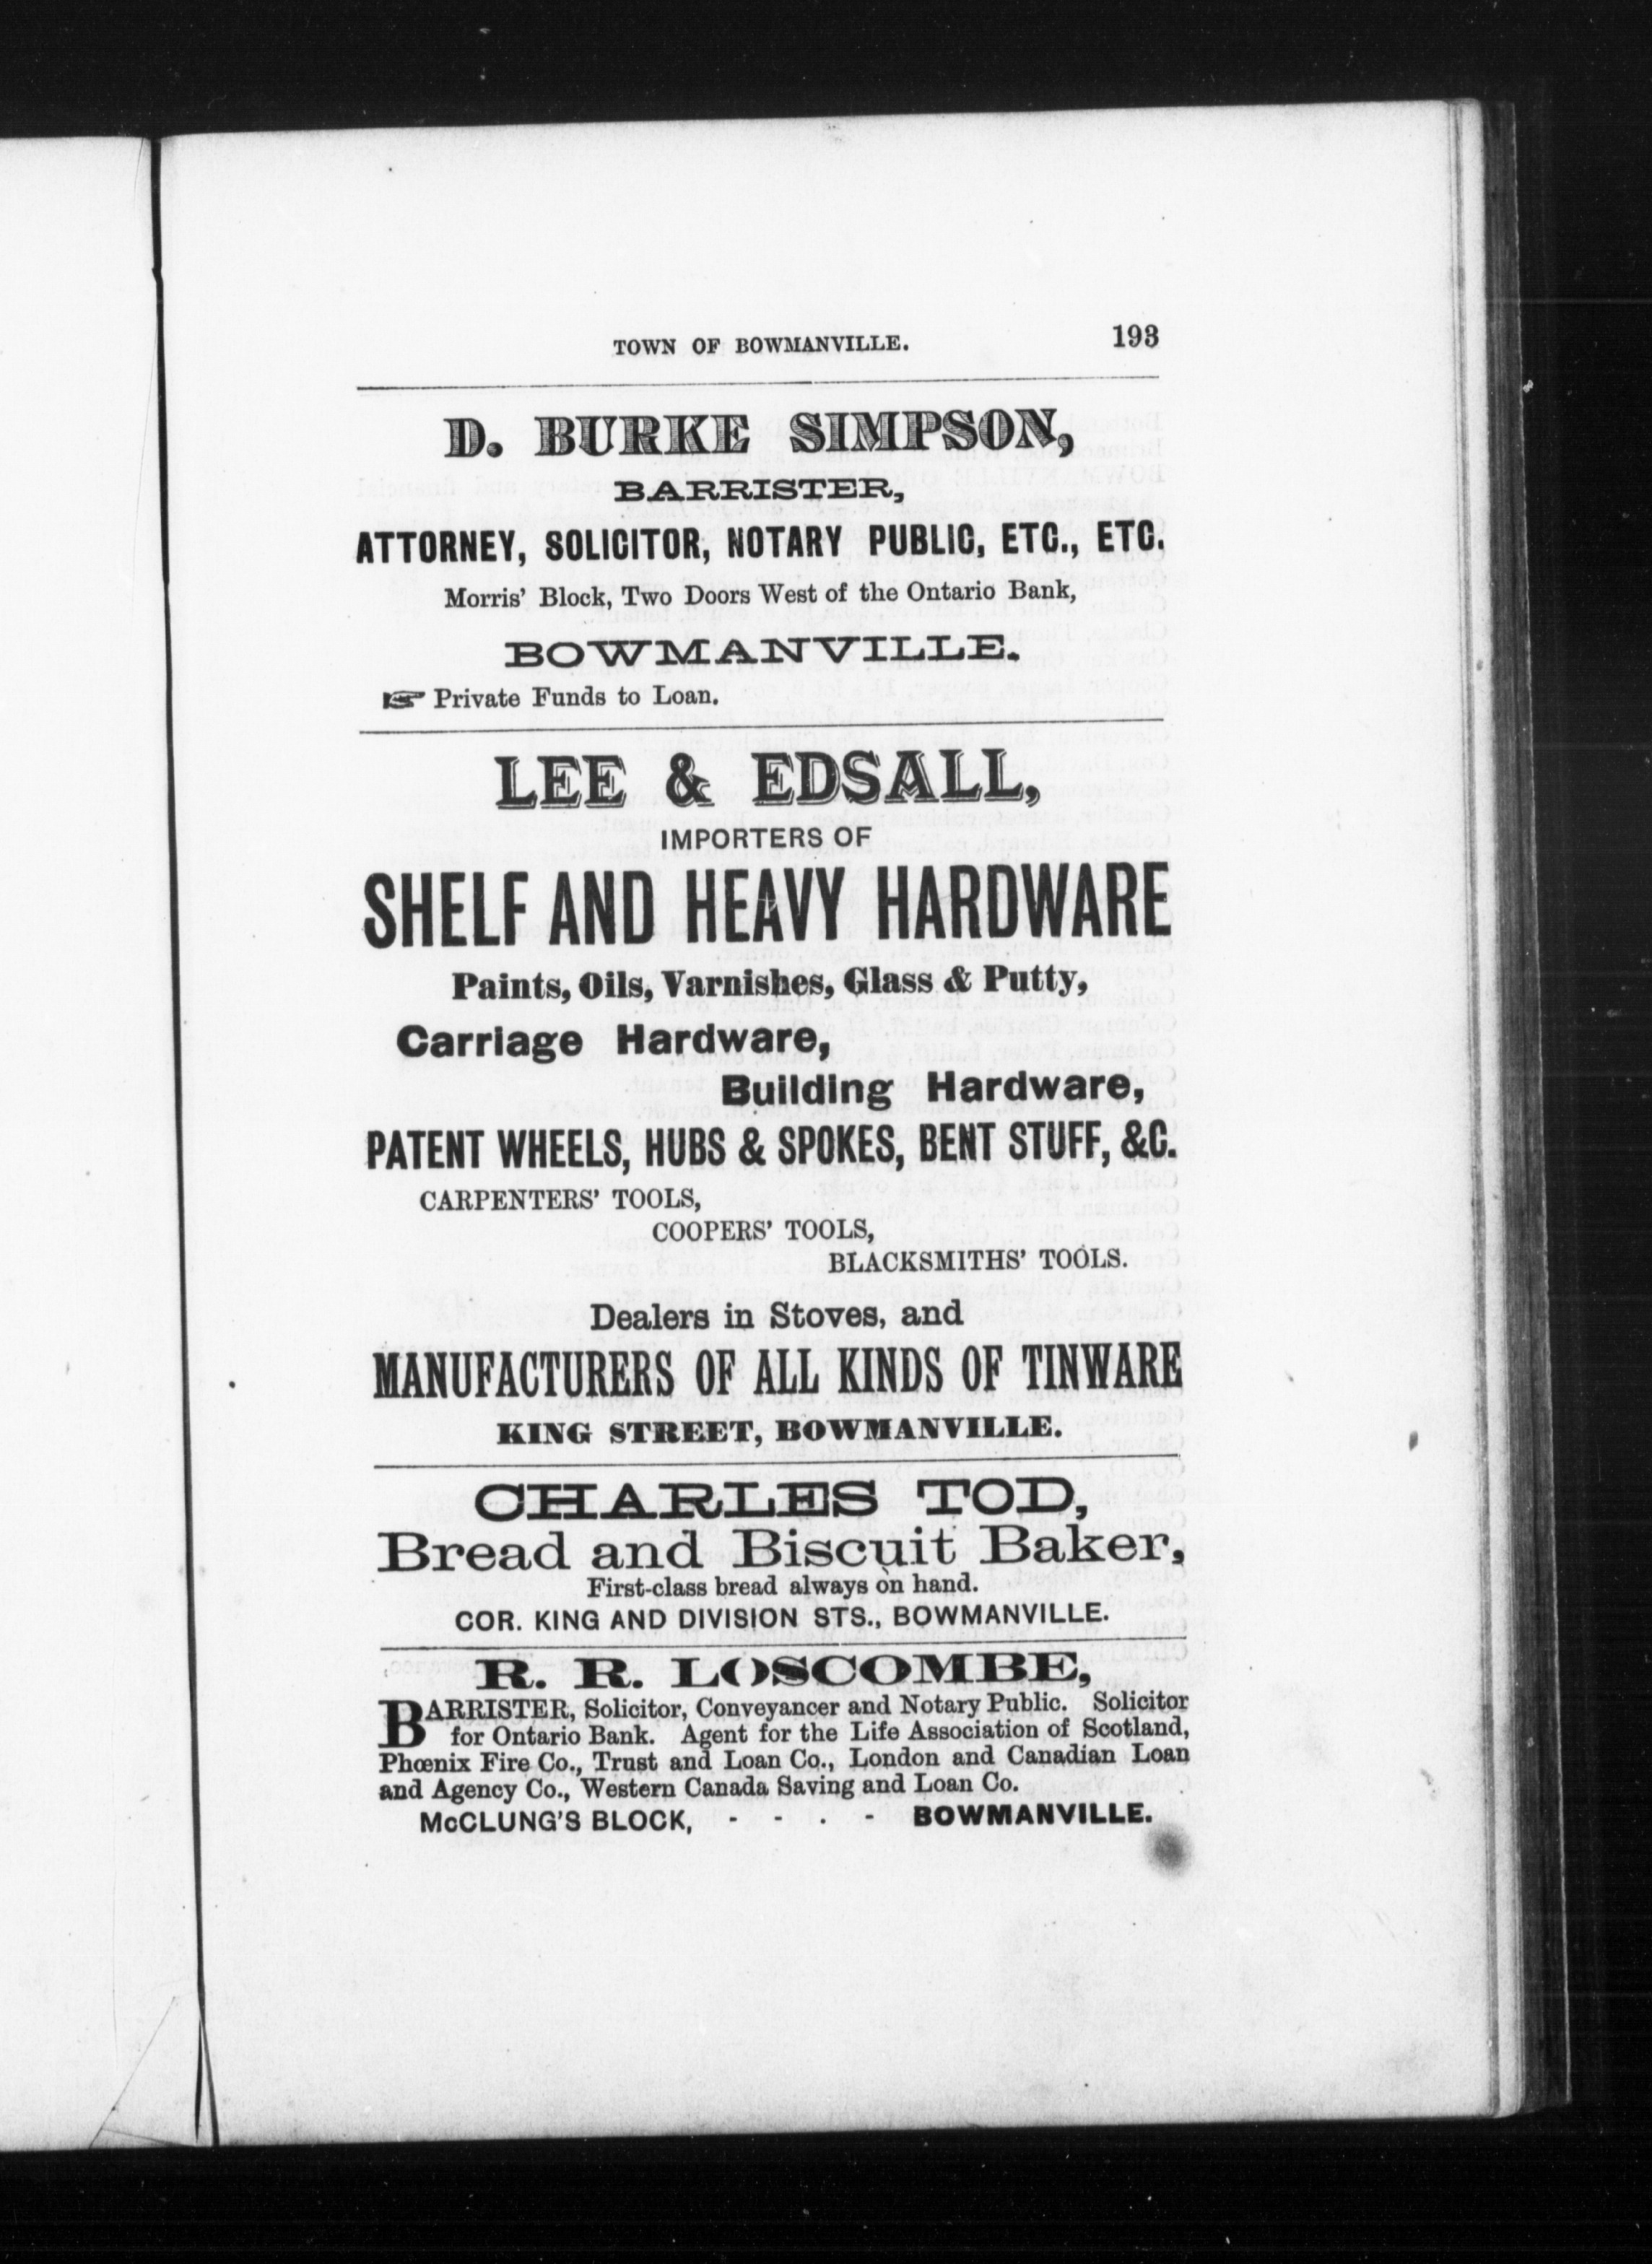 TOWN OF BOWMANVILLE. 193
D. BURKE SIMPSON,
BARRISTER,
ATTORNEY, SOLICITOR, NOTARY PUBLIC, ETC., ETC.
Morris' Block, Two Doors West of the Ontario Bank,
BOWMANVILLE.
☞ Private Funds to Loan.
LEE & EDSALL,
IMPORTERS OF
SHELF AND HEAVY HARDWARE
Paints, Oils, Varnishes, Glass & Putty,
Carriage Hardware,
Building Hardware,
PATENT WHEELS, HUBS & SPOKES, BENT STUFF, &C.
CARPENTERS' TOOLS,
COOPERS' TOOLS,
BLACKSMITHS' TOOLS.
Dealers in Stoves, and
MANUFACTURERS OF ALL KINDS OF TINWARE
KING STREET, BOWMANVILLE.
CHARLES TOD,
Bread and Biscuit Baker,
First-class bread always on hand.
COR. KING AND DIVISION STS., BOWMANVILLE.
R. R. LOSCOMBE,
BARRISTER, Solicitor, Conveyancer and Notary Public. Solicitor
for Ontario Bank. Agent for the Life Association of Scotland,
Phœnix Fire Co., Trust and Loan Co., London and Canadian Loan
and Agency Co., Western Canada Saving and Loan Co.
McCLUNG'S BLOCK, - - . - BOWMANVILLE.